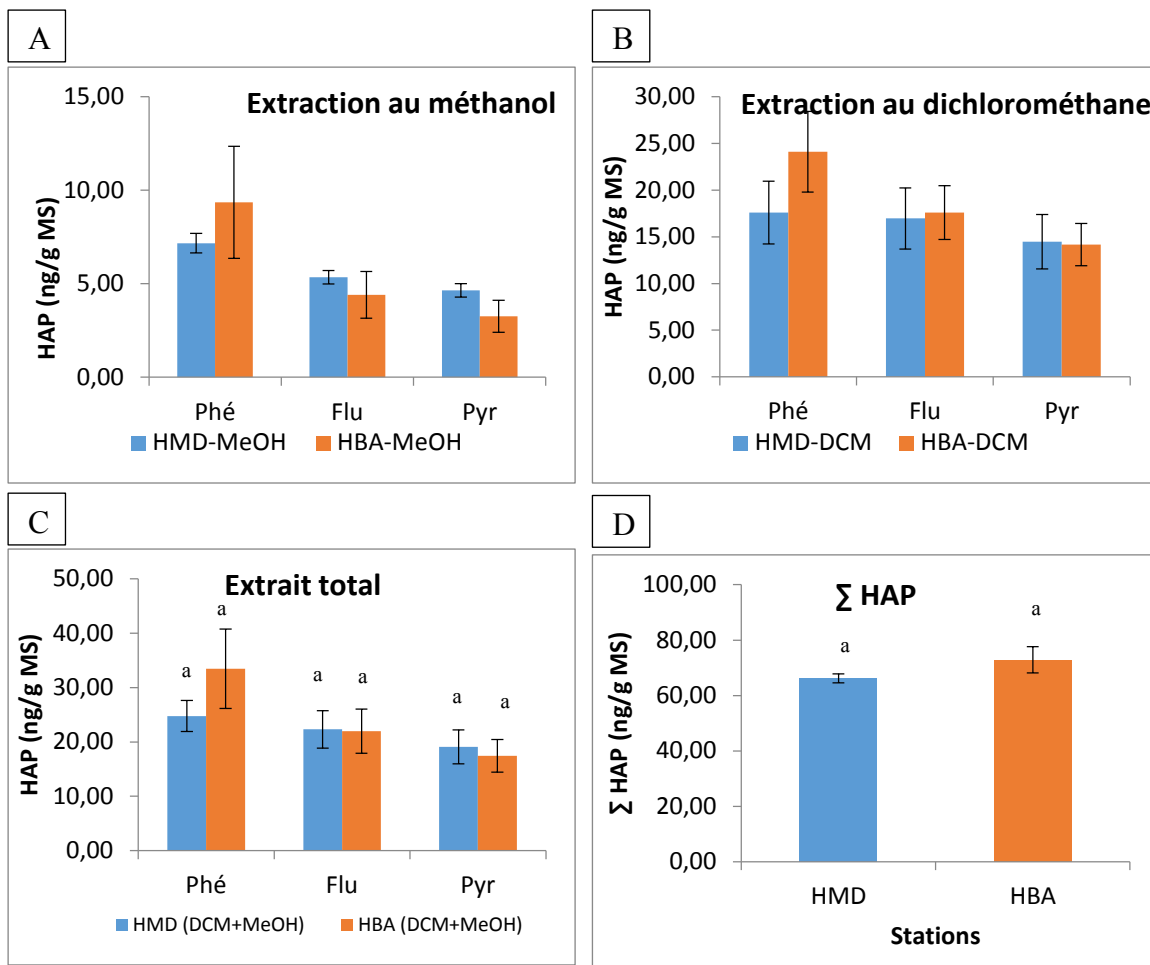 A
Extraction au méthanol
HAP (ng/g MS)
15,00
10,00
5,00
0,00
Phé Flu Pyr
HMD-MeOH HBA-MeOH
B
Extraction au dichlorométhane
HAP (ng/g MS)
30,00
25,00
20,00
15,00
10,00
5,00
0,00
Phé Flu Pyr
HMD-DCM HBA-DCM
C
Extrait total
HAP (ng/g MS)
50,00
40,00
30,00
20,00
10,00
0,00
a a a a a a
Phé Flu Pyr
HMD (DCM+MeOH) HBA (DCM+MeOH)
D
∑ HAP
∑ HAP (ng/g MS)
100,00
80,00
60,00
40,00
20,00
0,00
a a
HMD HBA
Stations